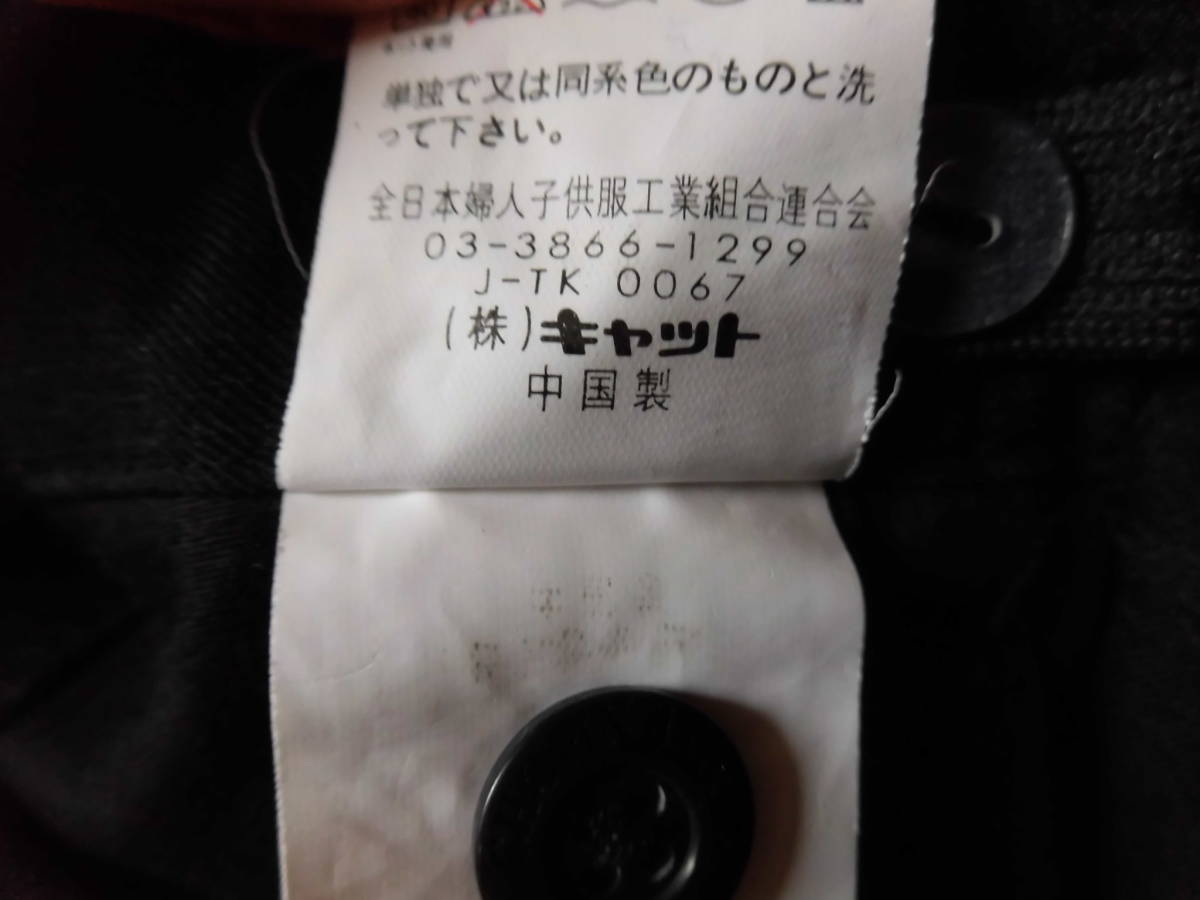 単独で又は同系色のものと洗
って下さい。
全日本婦人子供服工業組合連合会
03-3866-1299
J-TK 0067
(株)キャット
中国製